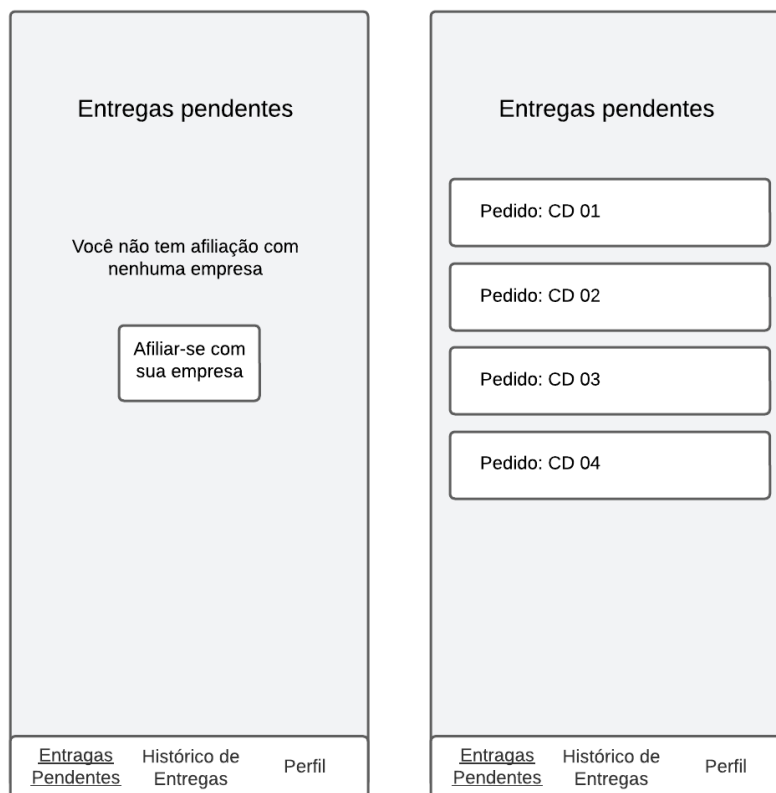 Entregas pendentes
Você não tem afiliação com
nenhuma empresa
Afiliar-se com
sua empresa
Entragas
Pendentes
Histórico de
Entregas
Perfil
Entregas pendentes
Pedido: CD 01
Pedido: CD 02
Pedido: CD 03
Pedido: CD 04
Entragas
Pendentes
Histórico de
Entregas
Perfil